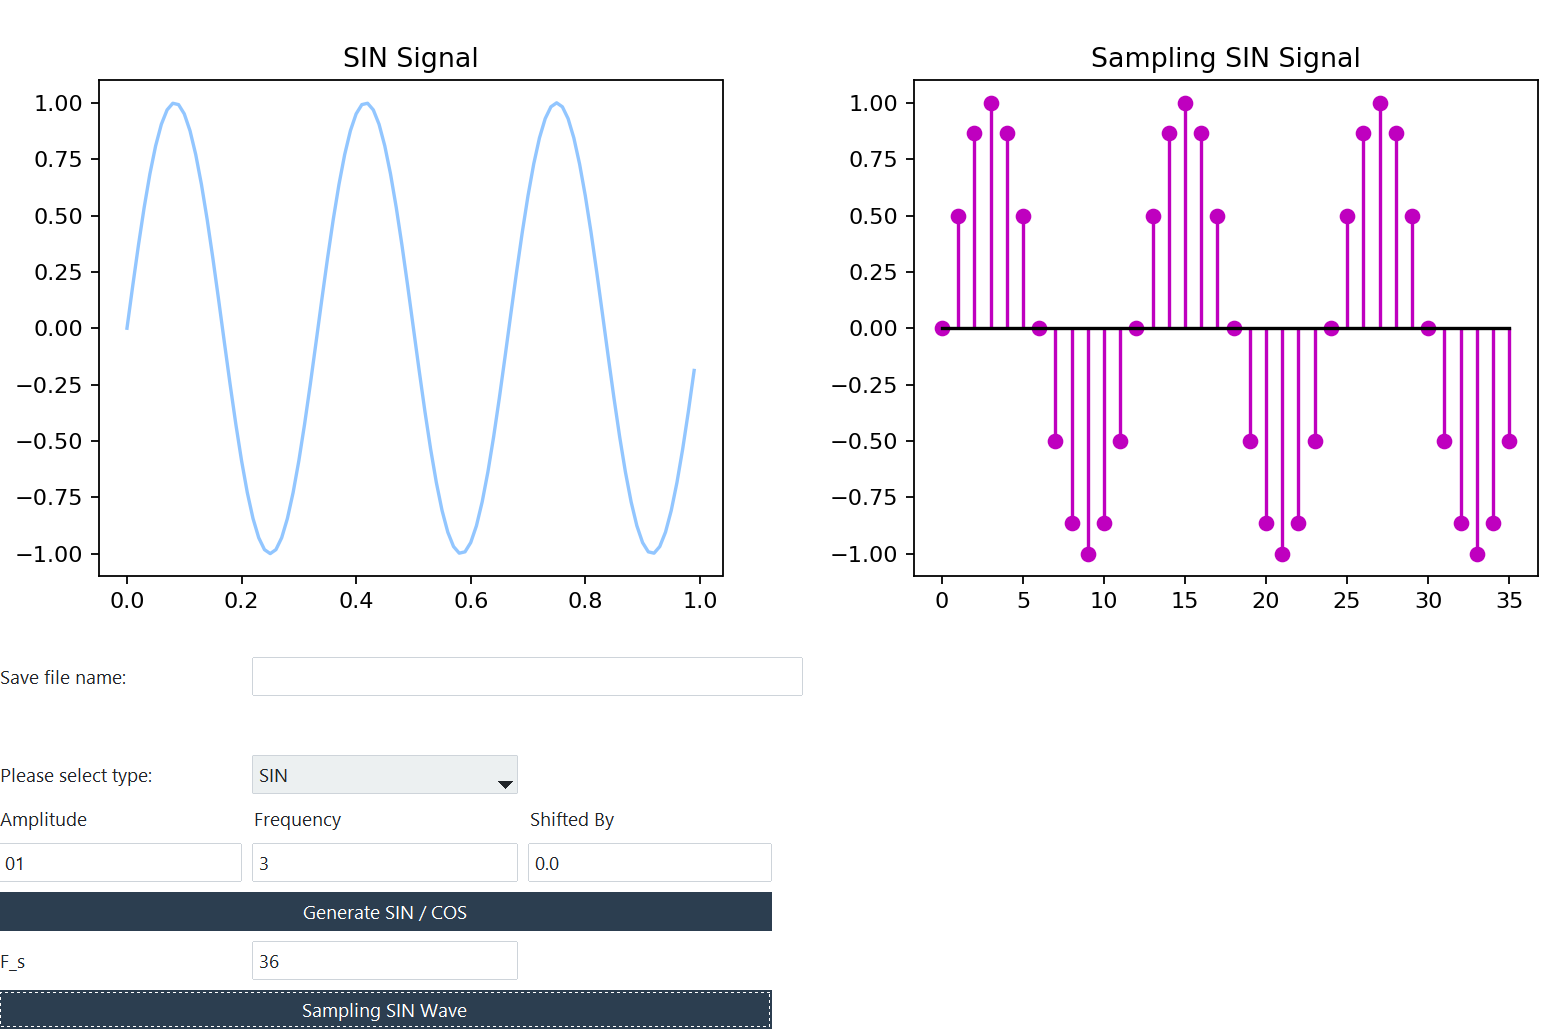 SIN Signal
1.00
0.75
0.50
0.25
0.00
−0.25
−0.50
−0.75
−1.00
0.0 0.2 0.4 0.6 0.8 1.0
Sampling SIN Signal
1.00
0.75
0.50
0.25
0.00
−0.25
−0.50
−0.75
−1.00
0 5 10 15 20 25 30 35
Save file name:
Please select type: SIN
Amplitude Frequency Shifted By
01 3 0.0
Generate SIN / COS
F_s 36
Sampling SIN Wave